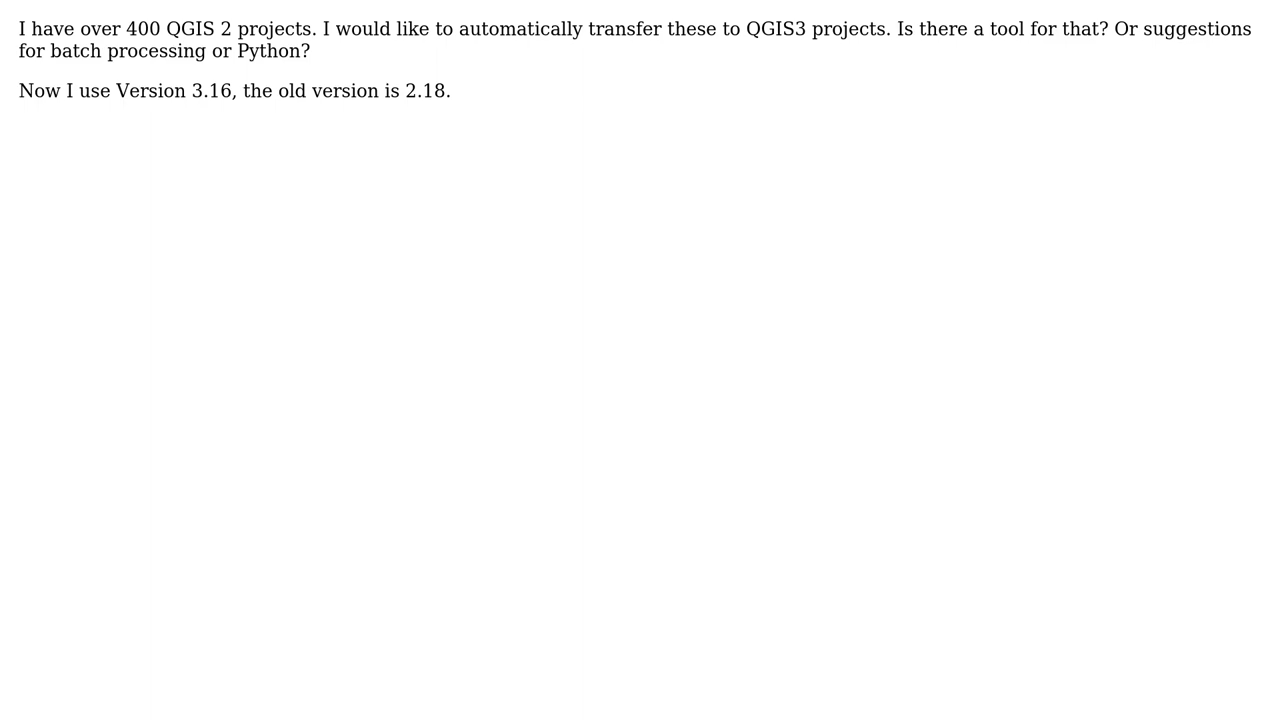 I have over 400 QGIS 2 projects. I would like to automatically transfer these to QGIS3 projects. Is there a tool for that? Or suggestions
for batch processing or Python?
Now I use Version 3.16, the old version is 2.18.